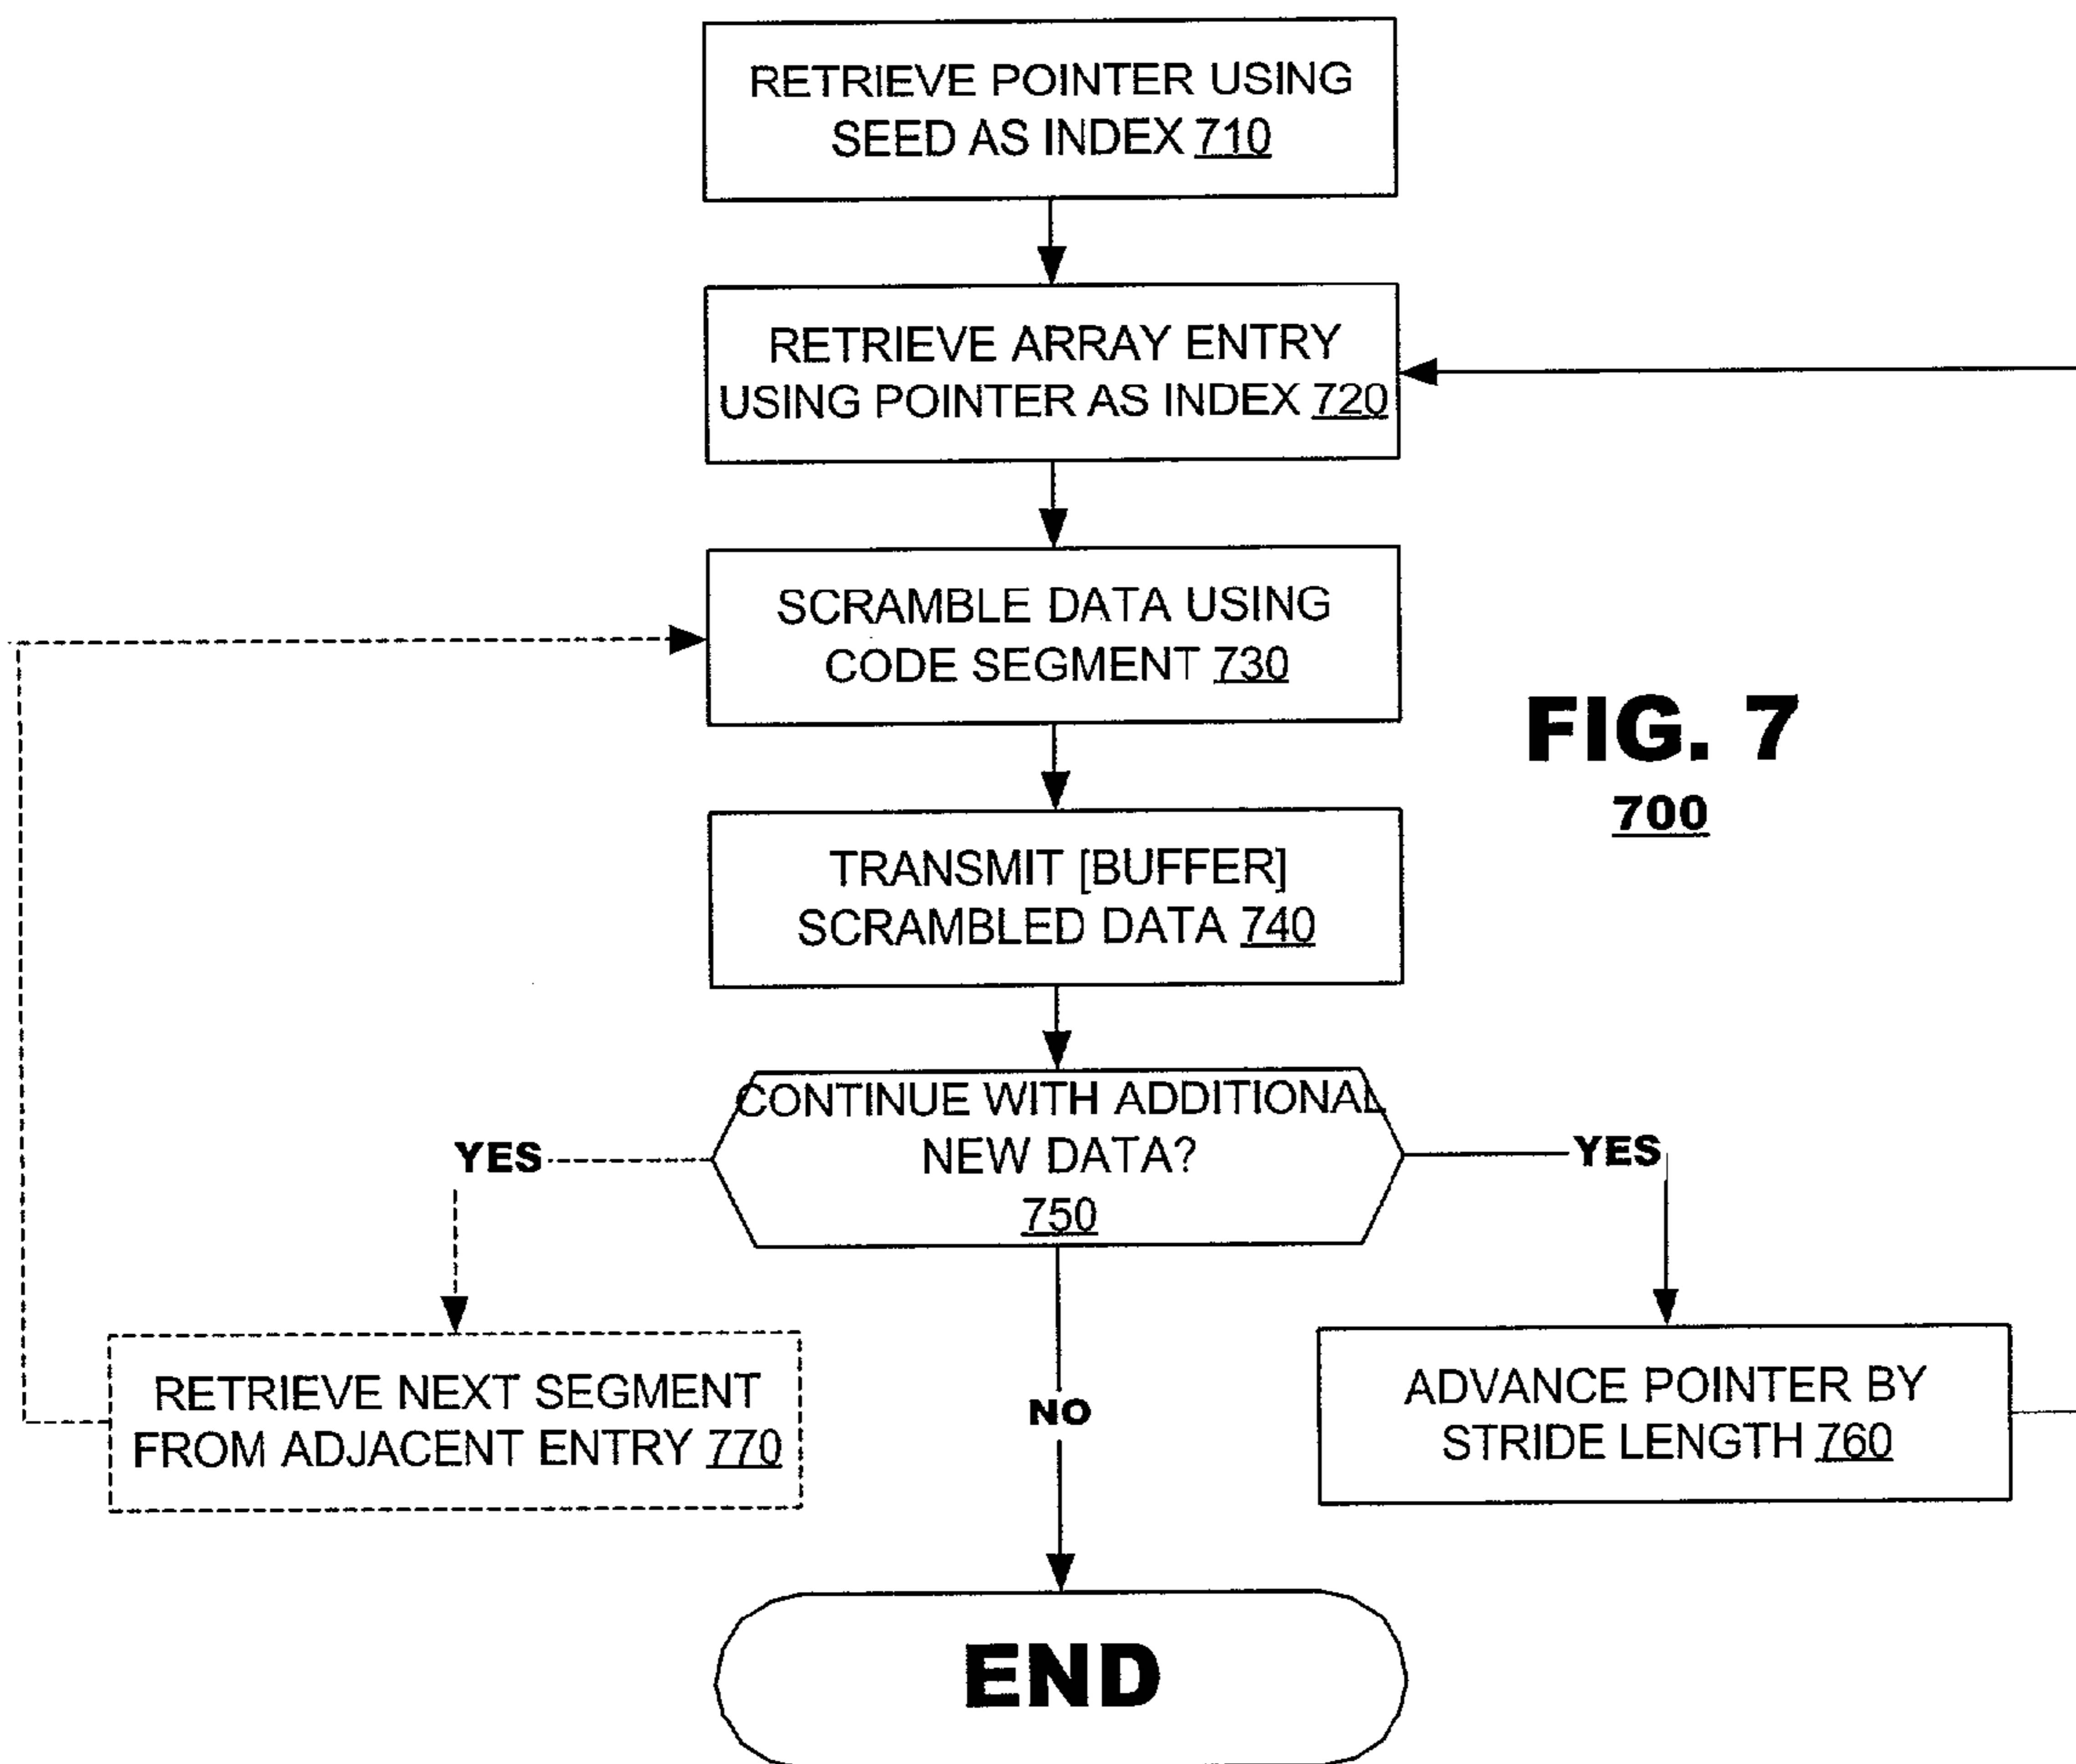 RETRIEVE POINTER USING
SEED AS INDEX 710
RETRIEVE ARRAY ENTRY
USING POINTER AS INDEX 720
SCRAMBLE DATA USING
CODE SEGMENT 730
FIG. 7
700
TRANSMIT [BUFFER]
SCRAMBLED DATA 740
CONTINUE WITH ADDITIONAL
NEW DATA?
750
YES
YES
RETRIEVE NEXT SEGMENT
FROM ADJACENT ENTRY 770
NO
ADVANCE POINTER BY
STRIDE LENGTH 760
END